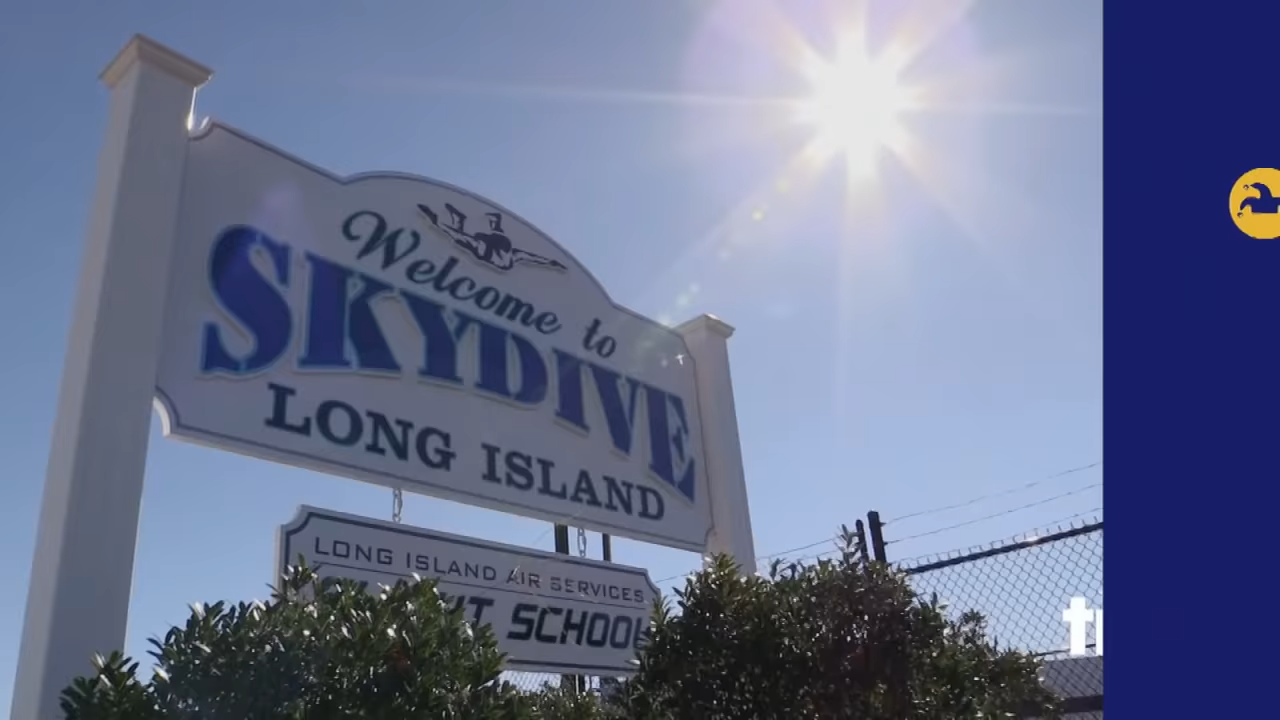 Welcome to
SKYDIVE
LONG ISLAND
LONG ISLAND AIR SERVICES
SCHOOL